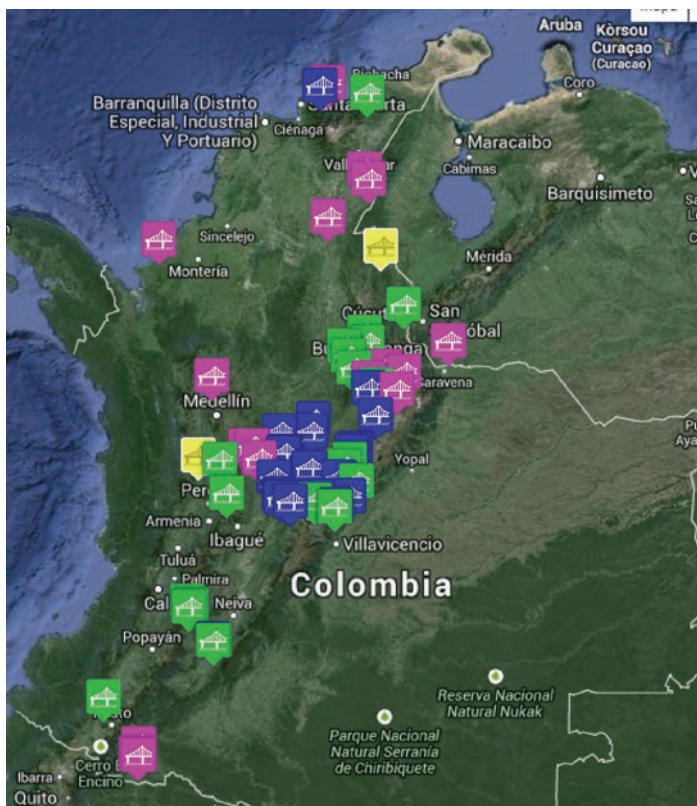 Aruba
Kòrsou
Curaçao
(Curacao)
Coro
Barranquilla (Distrito
Especial, Industrial
Y Portuario)
Ciénaga
Maracaibo
Cabimas
Barquisimeto
Sincelejo
Montería
Mérida
San
Saravena
Medellín
Yopal
Armenia
Ibagué
Villavicencio
Tuluá
Palmira
Colombia
Neiva
Popayán
Reserva Nacional
Natural Nukak
Parque Nacional
Natural Serranía
de Chiribiquete
Cerro
Encino
Ibarra
Quito